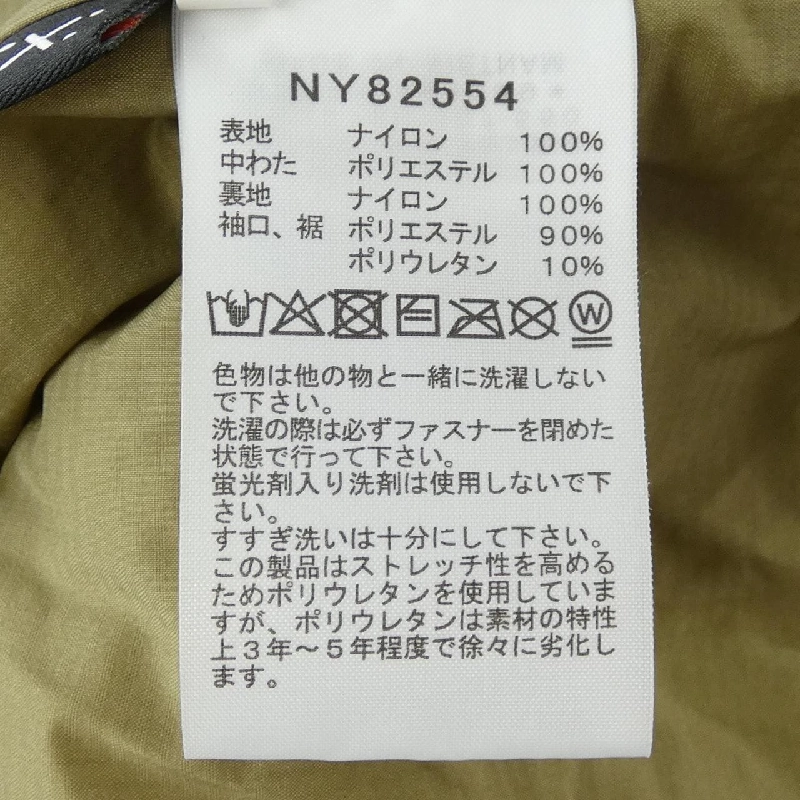 NY82554
表地 ナイロン 100%
中わた ポリエステル 100%
裏地 ナイロン 100%
袖口、裾 ポリエステル 90%
ポリウレタン 10%
W
色物は他の物と一緒に洗濯しない
で下さい。
洗濯の際は必ずファスナーを閉めた
状態で行って下さい。
蛍光剤入り洗剤は使用しないで下
さい。
すすぎ洗いは十分にして下さい。
この製品はストレッチ性を高める
ためポリウレタンを使用していま
すが、ポリウレタンは素材の特性
上3年～5年程度で徐々に劣化し
ます。